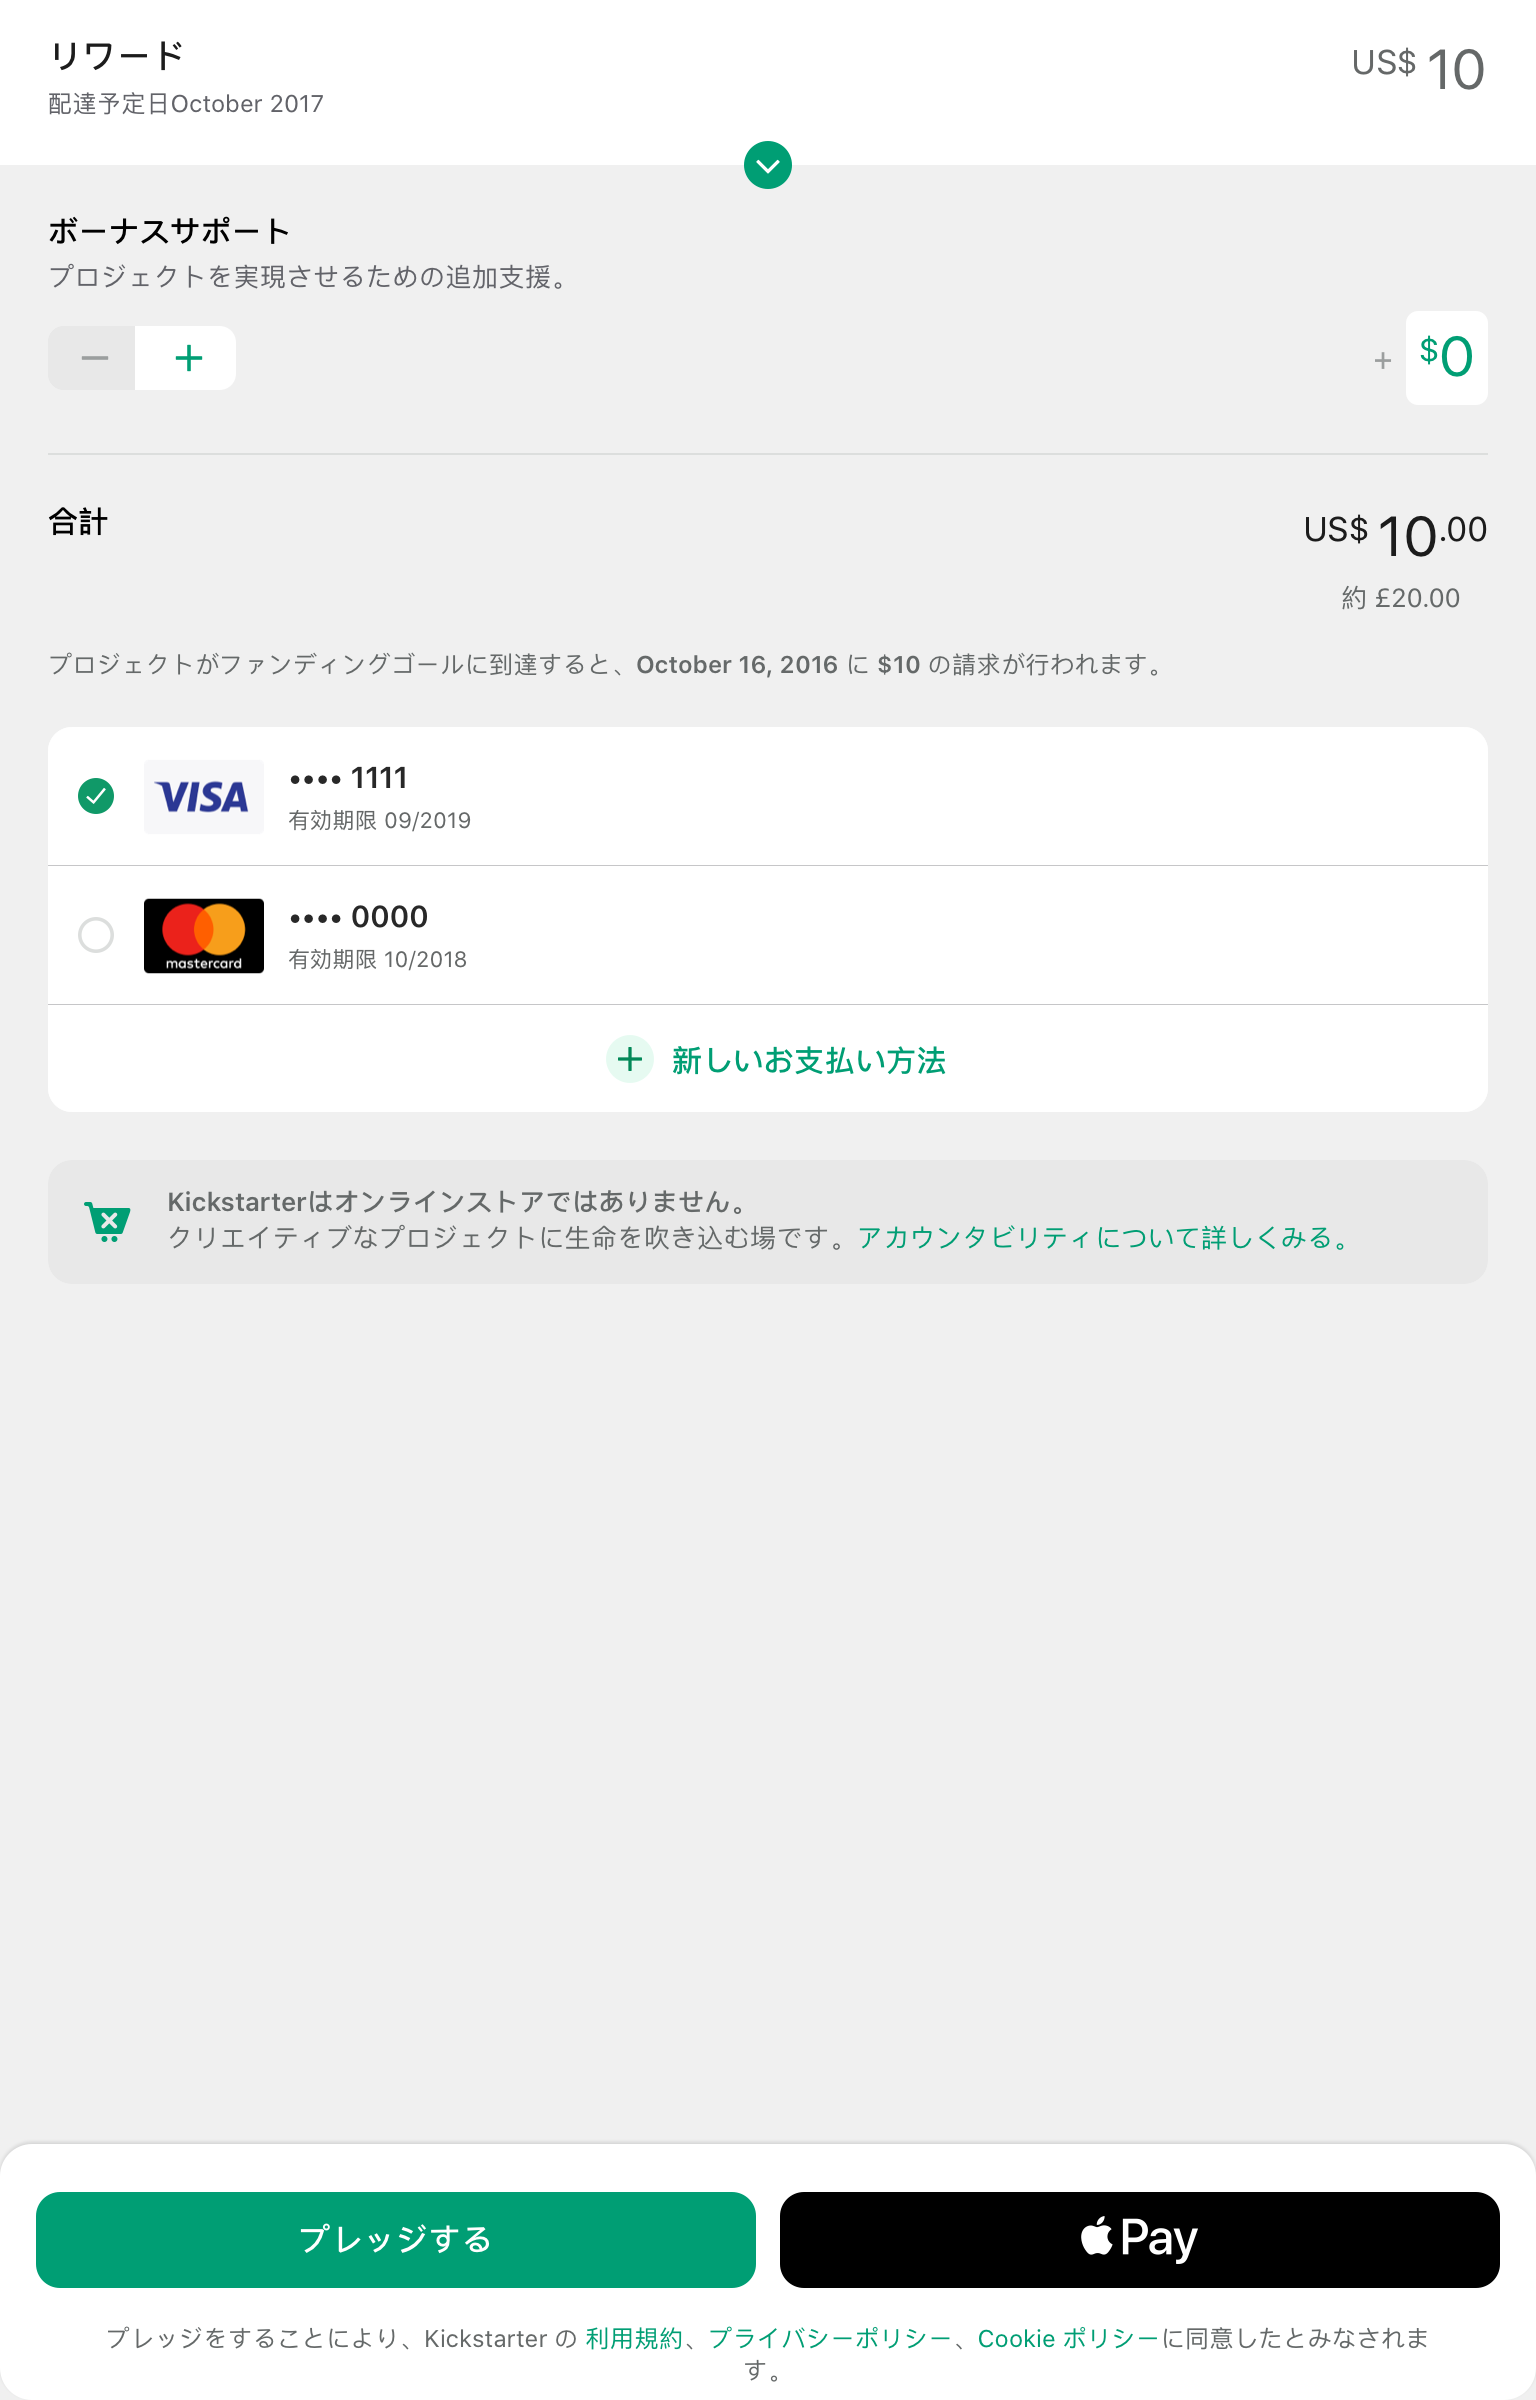 リワード
US$ 10
配達予定日October 2017
ボーナスサポート
プロジェクトを実現させるための追加支援。
− +
+ $0
合計
US$ 10.00
約 £20.00
プロジェクトがファンディングゴールに到達すると、October 16, 2016 に $10 の請求が行われます。
VISA
•••• 1111
有効期限 09/2019
mastercard
•••• 0000
有効期限 10/2018
+ 新しいお支払い方法
Kickstarterはオンラインストアではありません。
クリエイティブなプロジェクトに生命を吹き込む場です。アカウンタビリティについて詳しくみる。
プレッジする
Pay
プレッジをすることにより、Kickstarter の 利用規約、プライバシーポリシー、Cookie ポリシーに同意したとみなされま
す。